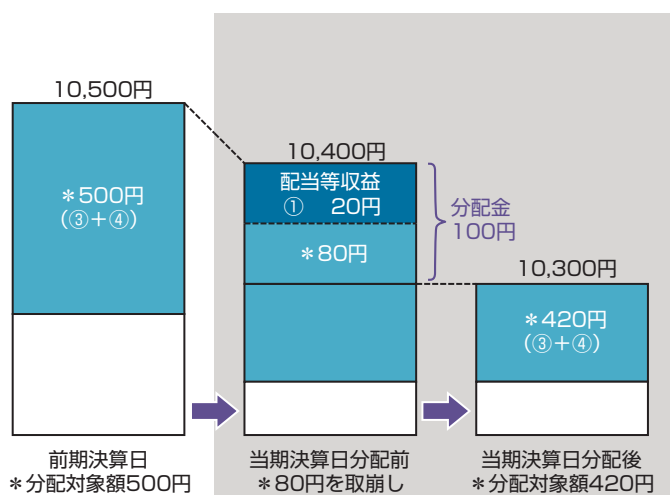 10,500円
＊500円
(③＋④)
前期決算日
＊分配対象額500円
10,400円
配当等収益
① 20円
＊80円
分配金
100円
当期決算日分配前
＊80円を取崩し
10,300円
＊420円
(③＋④)
当期決算日分配後
＊分配対象額420円